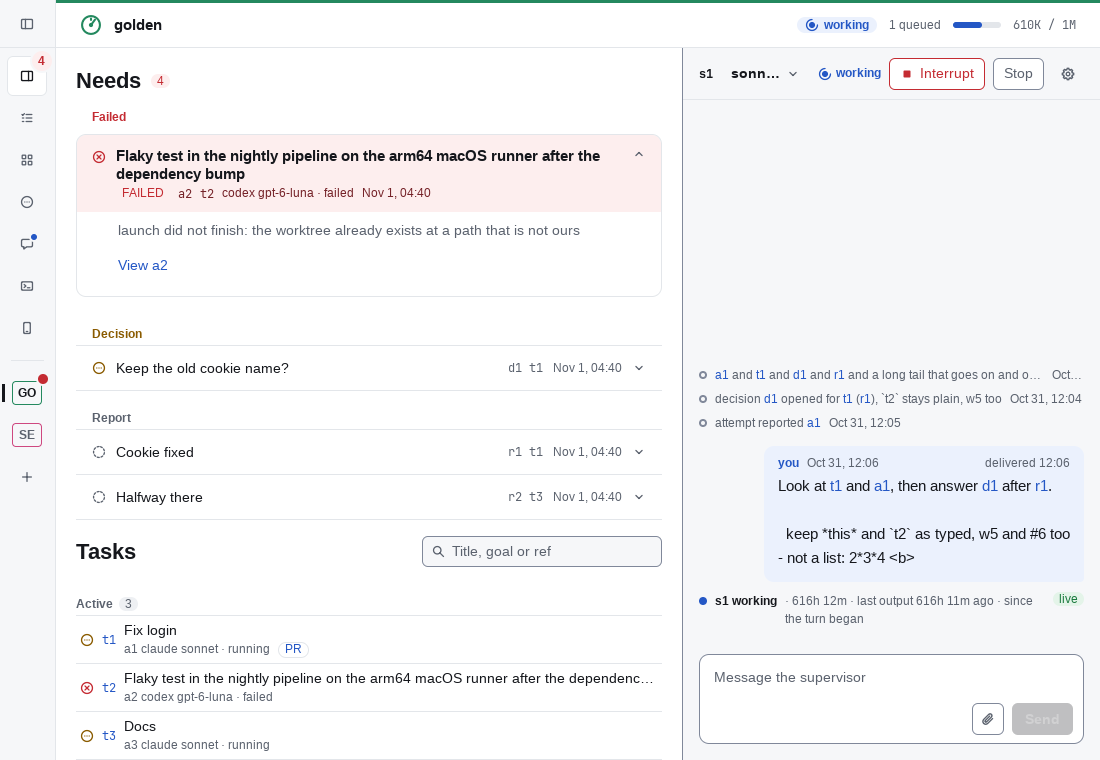 golden
working
1 queued
610K / 1M
4
GO
SE
Needs 4
Failed
Flaky test in the nightly pipeline on the arm64 macOS runner after the
dependency bump
FAILED a2 t2 codex gpt-6-luna · failed Nov 1, 04:40
launch did not finish: the worktree already exists at a path that is not ours
View a2
Decision
Keep the old cookie name? d1 t1 Nov 1, 04:40
Report
Cookie fixed r1 t1 Nov 1, 04:40
Halfway there r2 t3 Nov 1, 04:40
Tasks
Title, goal or ref
Active 3
t1 Fix login
a1 claude sonnet · running PR
t2 Flaky test in the nightly pipeline on the arm64 macOS runner after the dependenc…
a2 codex gpt-6-luna · failed
t3 Docs
a3 claude sonnet · running
s1 sonn… working Interrupt Stop
a1 and t1 and d1 and r1 and a long tail that goes on and o… Oct…
decision d1 opened for t1 (r1), `t2` stays plain, w5 too Oct 31, 12:04
attempt reported a1 Oct 31, 12:05
you Oct 31, 12:06 delivered 12:06
Look at t1 and a1, then answer d1 after r1.
keep *this* and `t2` as typed, w5 and #6 too
- not a list: 2*3*4 <b>
s1 working · 616h 12m · last output 616h 11m ago · since live
the turn began
Message the supervisor
Send